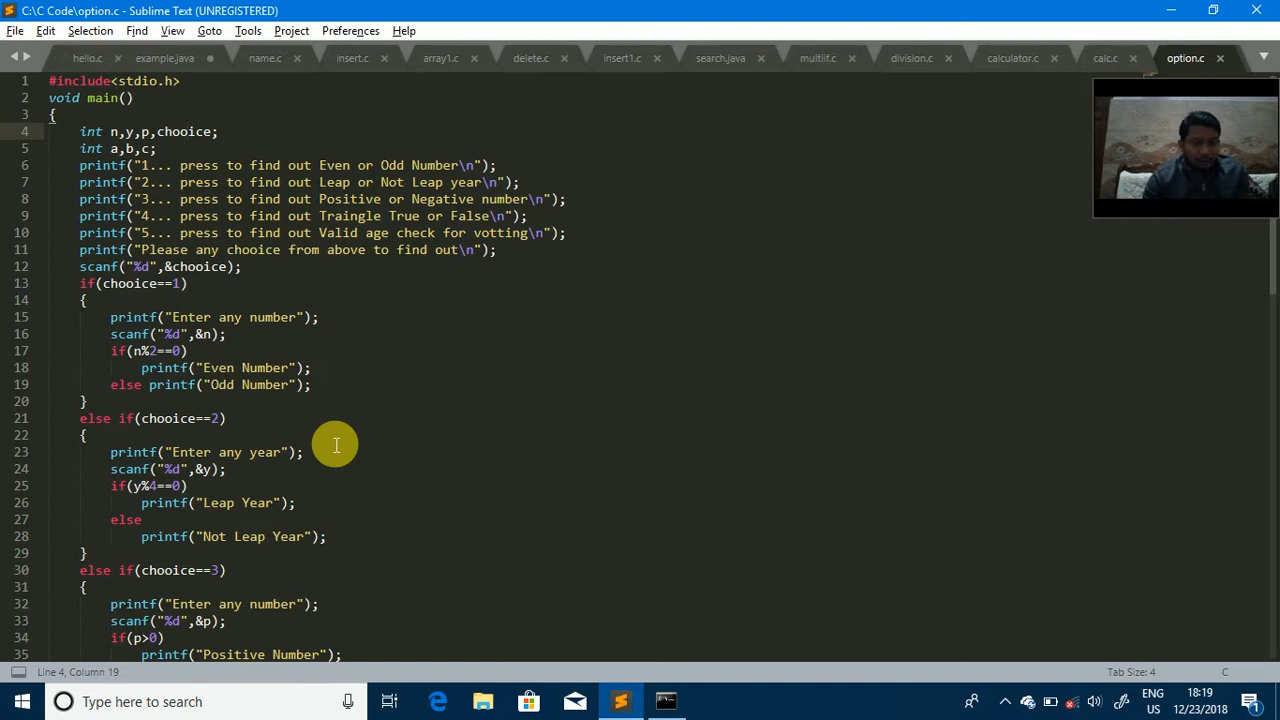 C:\C Code\option.c - Sublime Text (UNREGISTERED)
File Edit Selection Find View Goto Tools Project Preferences Help
hello.c example.java name.c insert.c array1.c delete.c insert1.c search.java multiif.c division.c calculator.c calc.c option.c
1 #include<stdio.h>
2 void main()
3 {
4 int n,y,p,chooice;
5 int a,b,c;
6 printf("1... press to find out Even or Odd Number\n");
7 printf("2... press to find out Leap or Not Leap year\n");
8 printf("3... press to find out Positive or Negative number\n");
9 printf("4... press to find out Traingle True or False\n");
10 printf("5... press to find out Valid age check for votting\n");
11 printf("Please any chooice from above to find out\n");
12 scanf("%d",&chooice);
13 if(chooice==1)
14 {
15 printf("Enter any number");
16 scanf("%d",&n);
17 if(n%2==0)
18 printf("Even Number");
19 else printf("Odd Number");
20 }
21 else if(chooice==2)
22 {
23 printf("Enter any year");
24 scanf("%d",&y);
25 if(y%4==0)
26 printf("Leap Year");
27 else
28 printf("Not Leap Year");
29 }
30 else if(chooice==3)
31 {
32 printf("Enter any number");
33 scanf("%d",&p);
34 if(p>0)
35 printf("Positive Number");
Line 4, Column 19 Tab Size: 4 C
Type here to search ENG US 18:19 12/23/2018 1